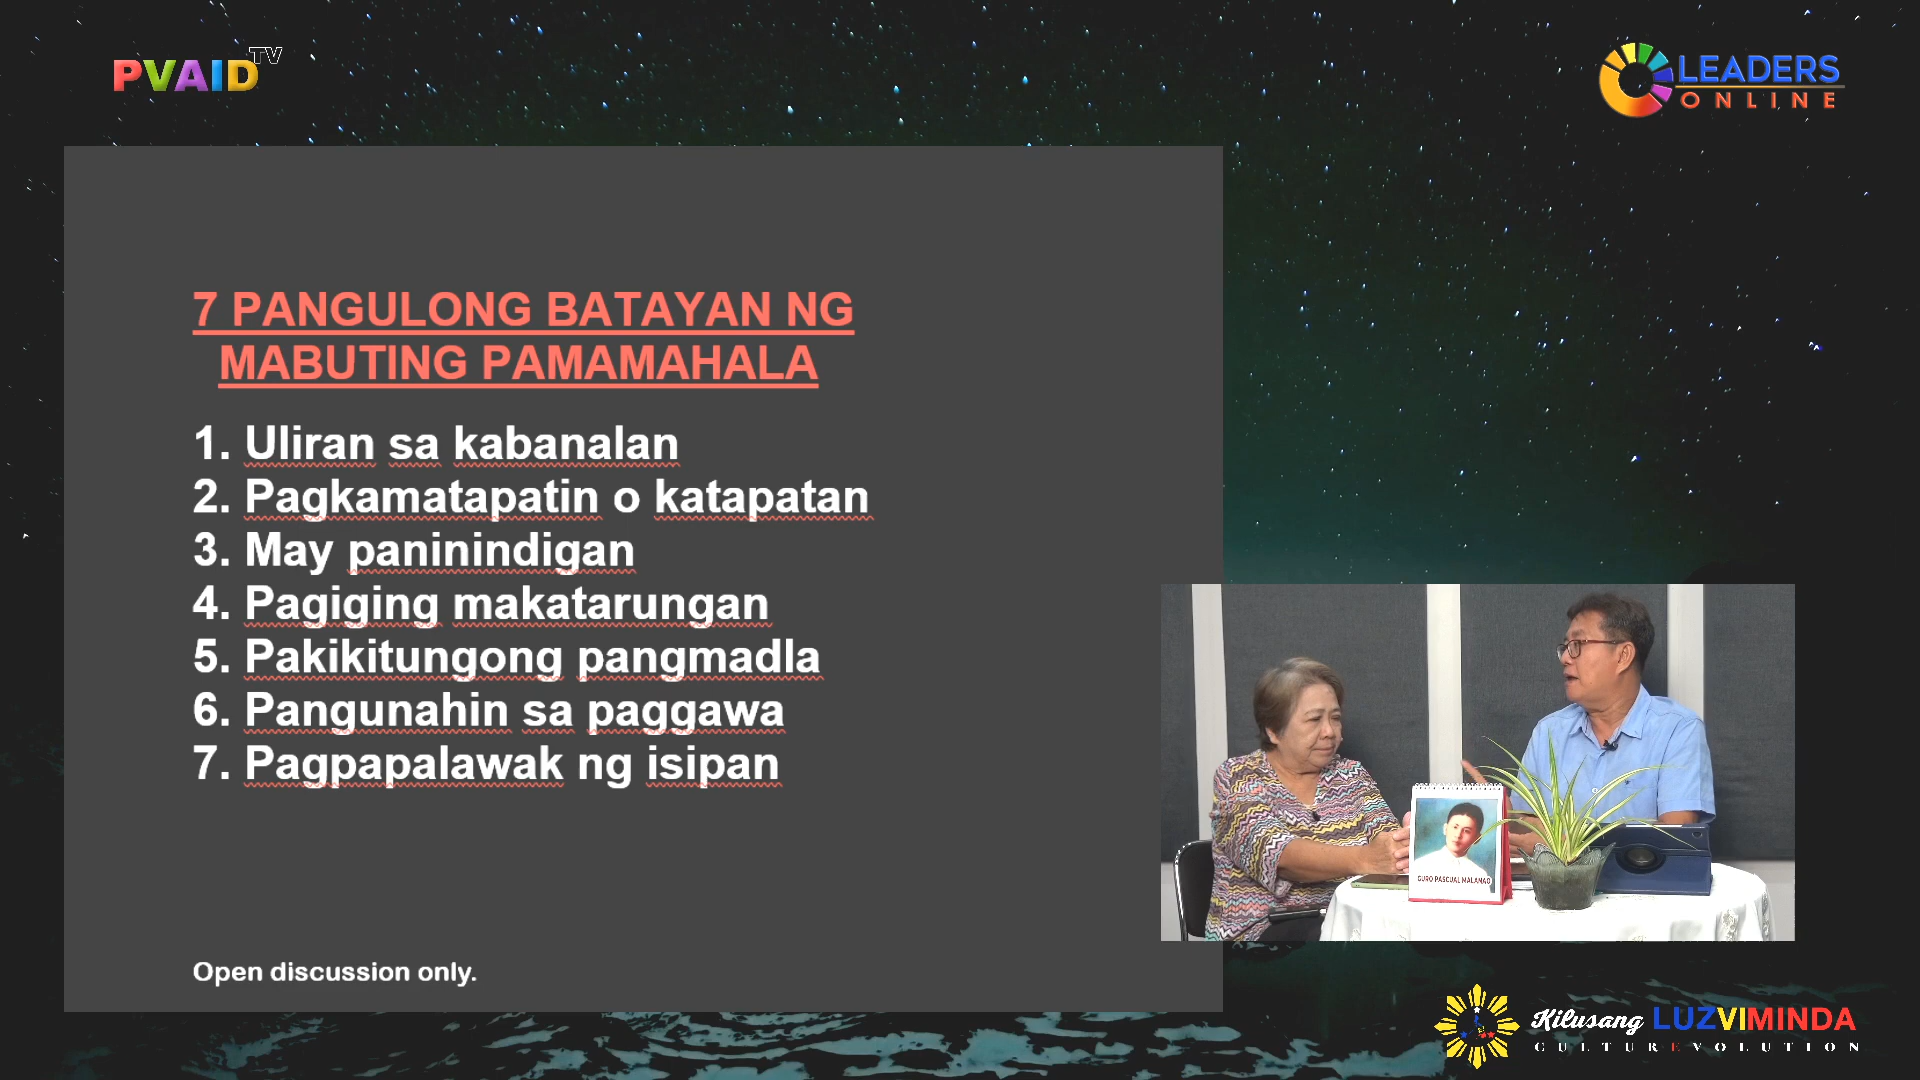 PVAID TV
LEADERS
ONLINE
7 PANGULONG BATAYAN NG
MABUTING PAMAMAHALA
1. Uliran sa kabanalan
2. Pagkamatapatin o katapatan
3. May paninindigan
4. Pagiging makatarungan
5. Pakikitungong pangmadla
6. Pangunahin sa paggawa
7. Pagpapalawak ng isipan
GURO PASCUAL MALANAO
Open discussion only.
Kilusang LUZVIMINDA
CULTUREVOLUTION